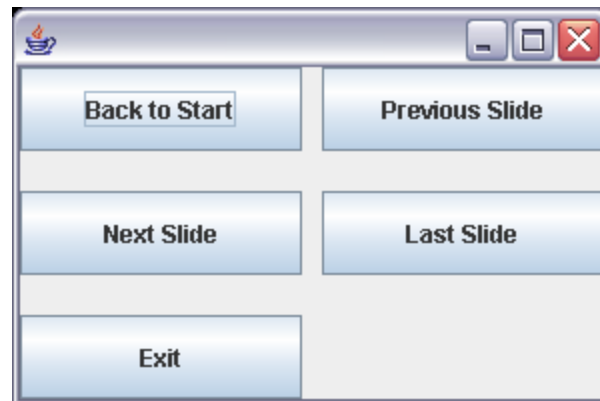 Back to Start
Previous Slide
Next Slide
Last Slide
Exit